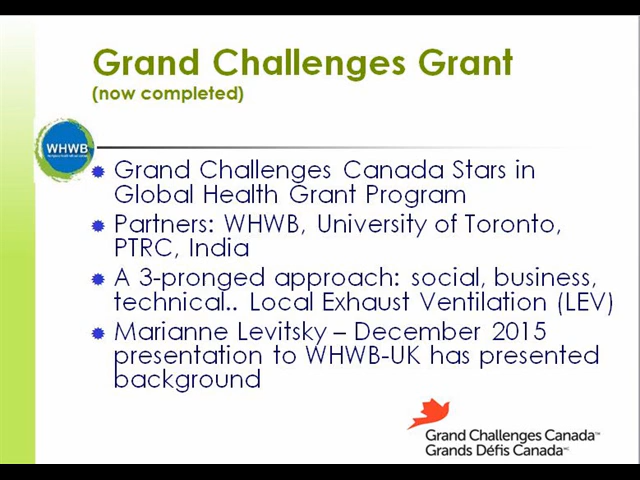 Grand Challenges Grant
(now completed)
WHWB
Grand Challenges Canada Stars in
Global Health Grant Program
Partners: WHWB, University of Toronto,
PTRC, India
A 3-pronged approach: social, business,
technical.. Local Exhaust Ventilation (LEV)
Marianne Levitsky – December 2015
presentation to WHWB-UK has presented
background
Grand Challenges Canada™
Grands Défis Canada